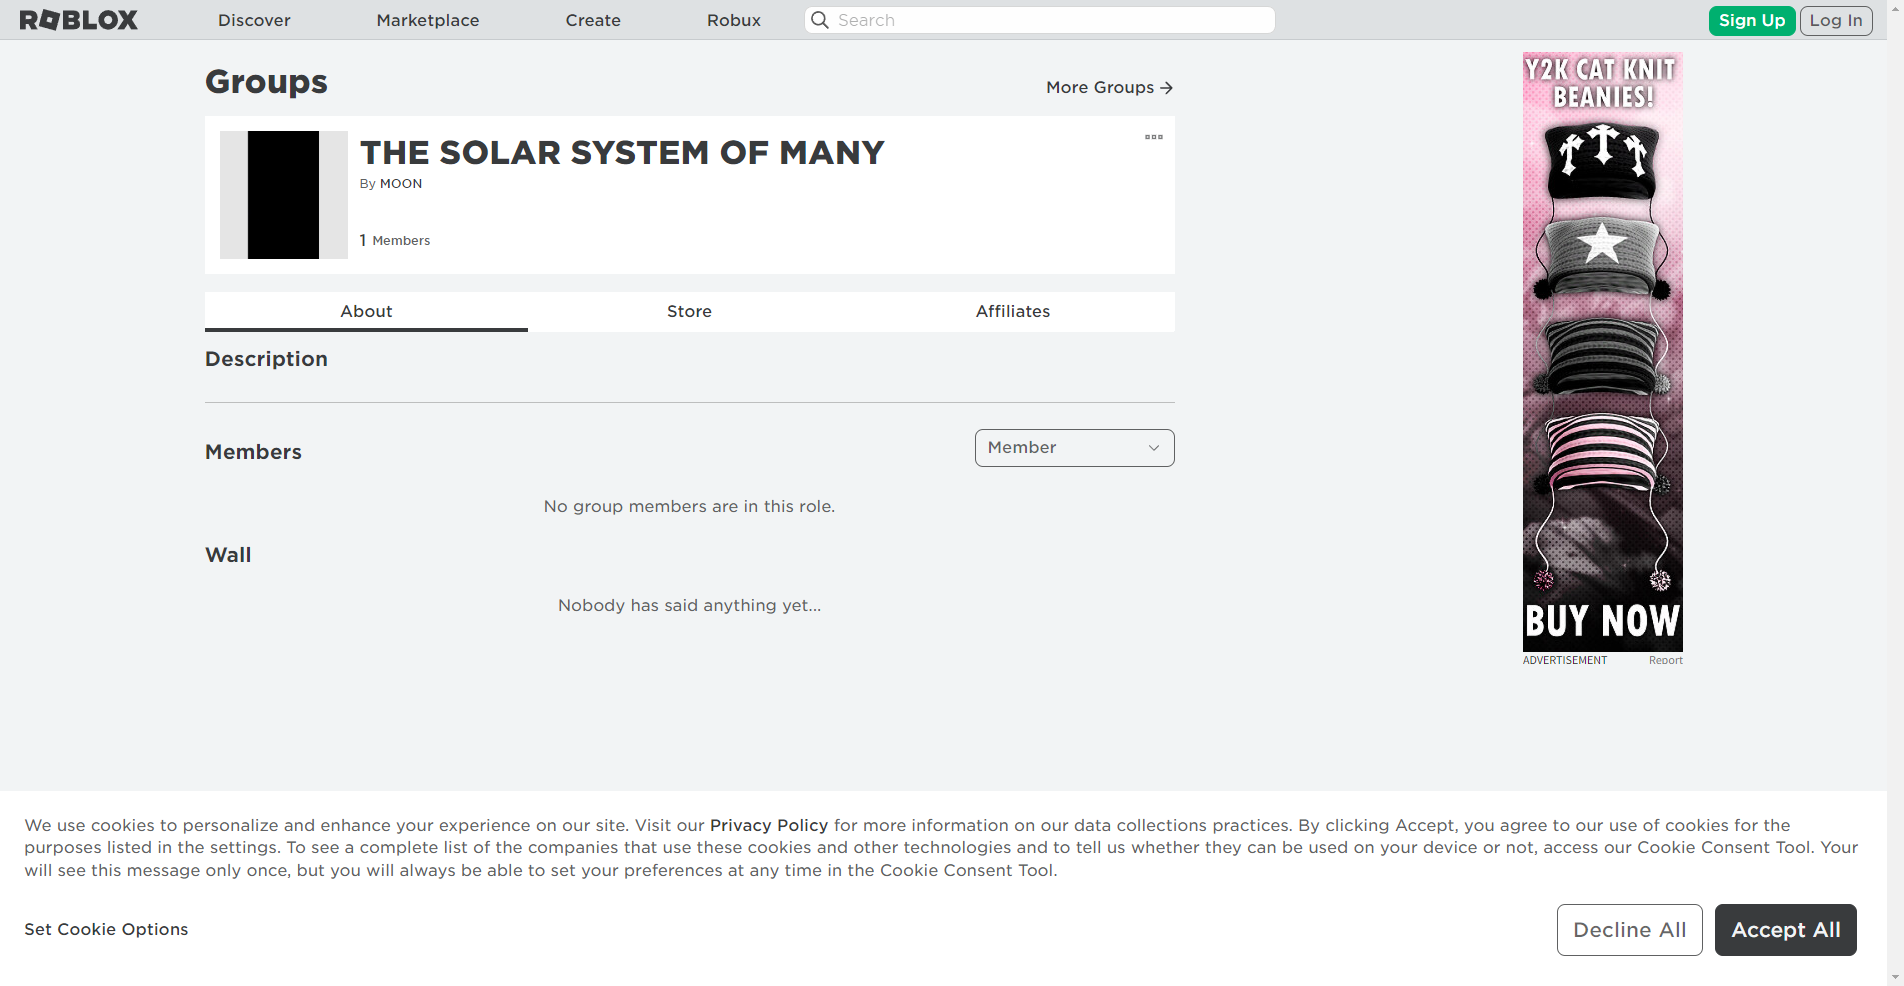 ROBLOX
Discover
Marketplace
Create
Robux
Search
Sign Up
Log In
Groups
More Groups →
THE SOLAR SYSTEM OF MANY
By MOON
1 Members
About
Store
Affiliates
Description
Members
Member
No group members are in this role.
Wall
Nobody has said anything yet...
Y2K CAT KNIT
BEANIES!
BUY NOW
ADVERTISEMENT
Report
We use cookies to personalize and enhance your experience on our site. Visit our Privacy Policy for more information on our data collections practices. By clicking Accept, you agree to our use of cookies for the
purposes listed in the settings. To see a complete list of the companies that use these cookies and other technologies and to tell us whether they can be used on your device or not, access our Cookie Consent Tool. Your
will see this message only once, but you will always be able to set your preferences at any time in the Cookie Consent Tool.
Set Cookie Options
Decline All
Accept All